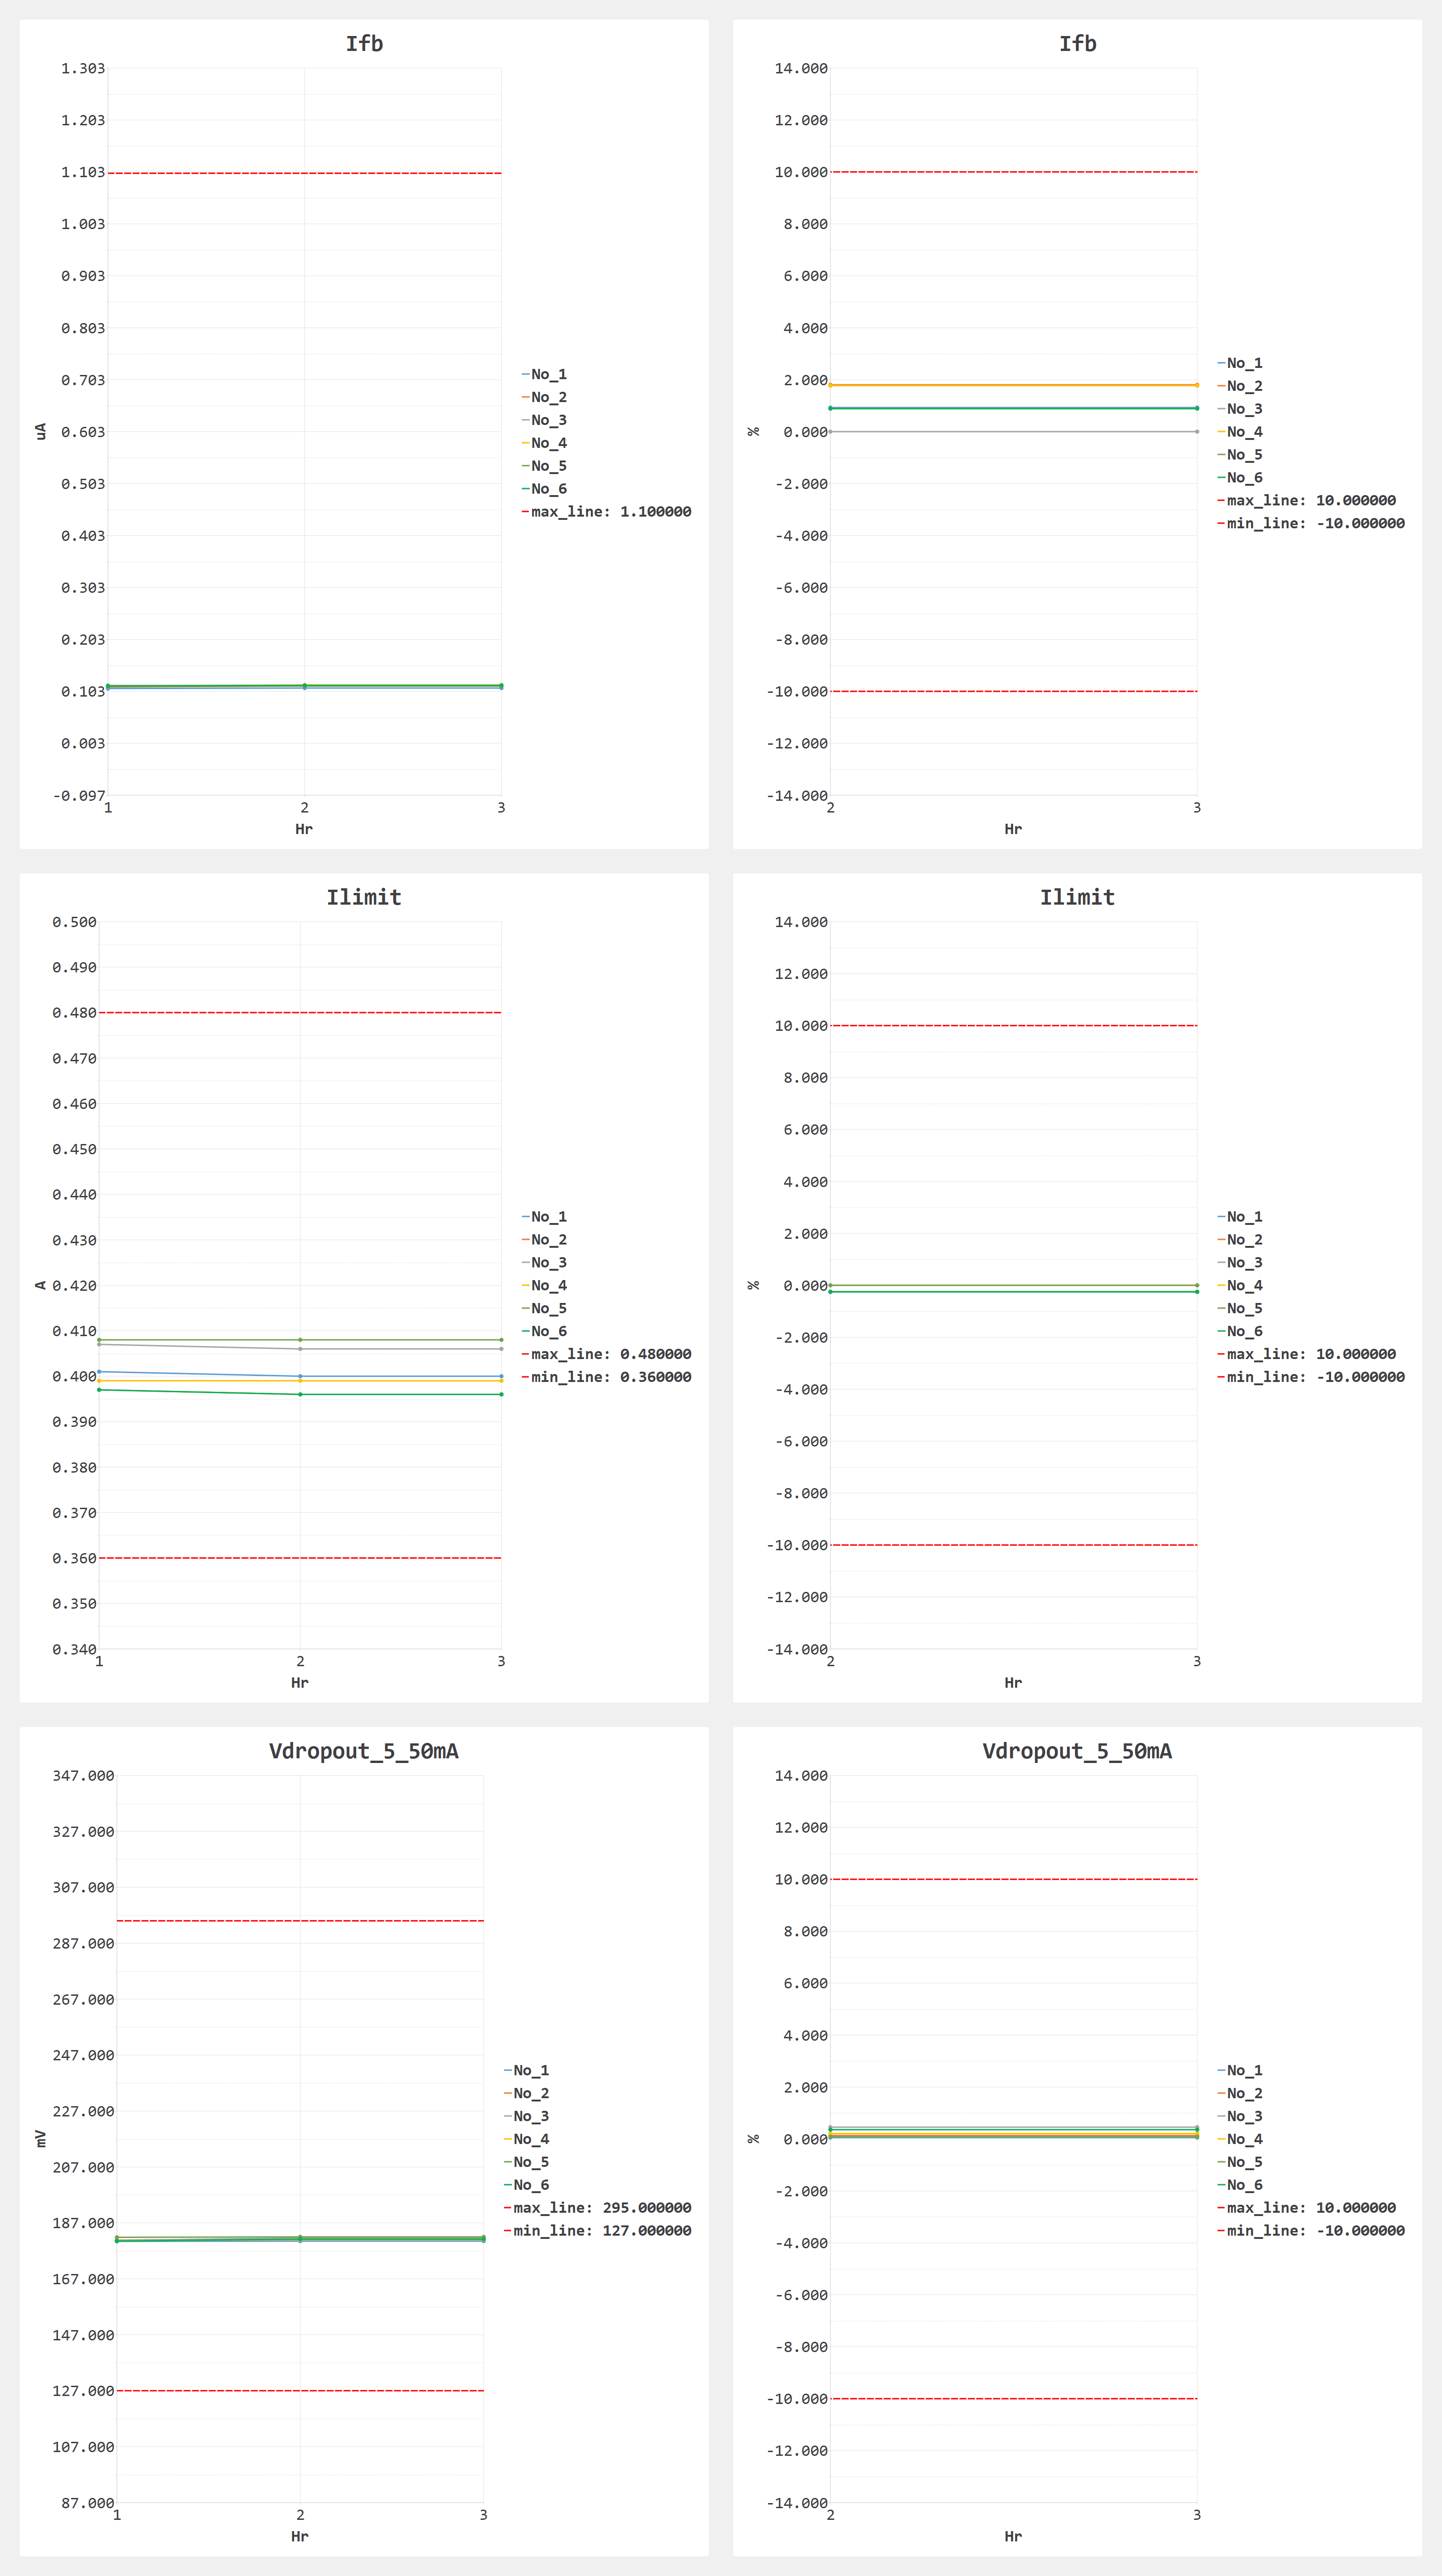 Ifb
1.303
1.203
1.103
1.003
0.903
0.803
0.703
0.603
0.503
0.403
0.303
0.203
0.103
0.003
-0.097
uA
1 2 3
Hr
No_1
No_2
No_3
No_4
No_5
No_6
max_line: 1.100000
Ifb
14.000
12.000
10.000
8.000
6.000
4.000
2.000
0.000
-2.000
-4.000
-6.000
-8.000
-10.000
-12.000
-14.000
%
2 3
Hr
No_1
No_2
No_3
No_4
No_5
No_6
max_line: 10.000000
min_line: -10.000000
Ilimit
0.500
0.490
0.480
0.470
0.460
0.450
0.440
0.430
0.420
0.410
0.400
0.390
0.380
0.370
0.360
0.350
0.340
A
1 2 3
Hr
No_1
No_2
No_3
No_4
No_5
No_6
max_line: 0.480000
min_line: 0.360000
Ilimit
14.000
12.000
10.000
8.000
6.000
4.000
2.000
0.000
-2.000
-4.000
-6.000
-8.000
-10.000
-12.000
-14.000
%
2 3
Hr
No_1
No_2
No_3
No_4
No_5
No_6
max_line: 10.000000
min_line: -10.000000
Vdropout_5_50mA
347.000
327.000
307.000
287.000
267.000
247.000
227.000
207.000
187.000
167.000
147.000
127.000
107.000
87.000
mV
1 2 3
Hr
No_1
No_2
No_3
No_4
No_5
No_6
max_line: 295.000000
min_line: 127.000000
Vdropout_5_50mA
14.000
12.000
10.000
8.000
6.000
4.000
2.000
0.000
-2.000
-4.000
-6.000
-8.000
-10.000
-12.000
-14.000
%
2 3
Hr
No_1
No_2
No_3
No_4
No_5
No_6
max_line: 10.000000
min_line: -10.000000